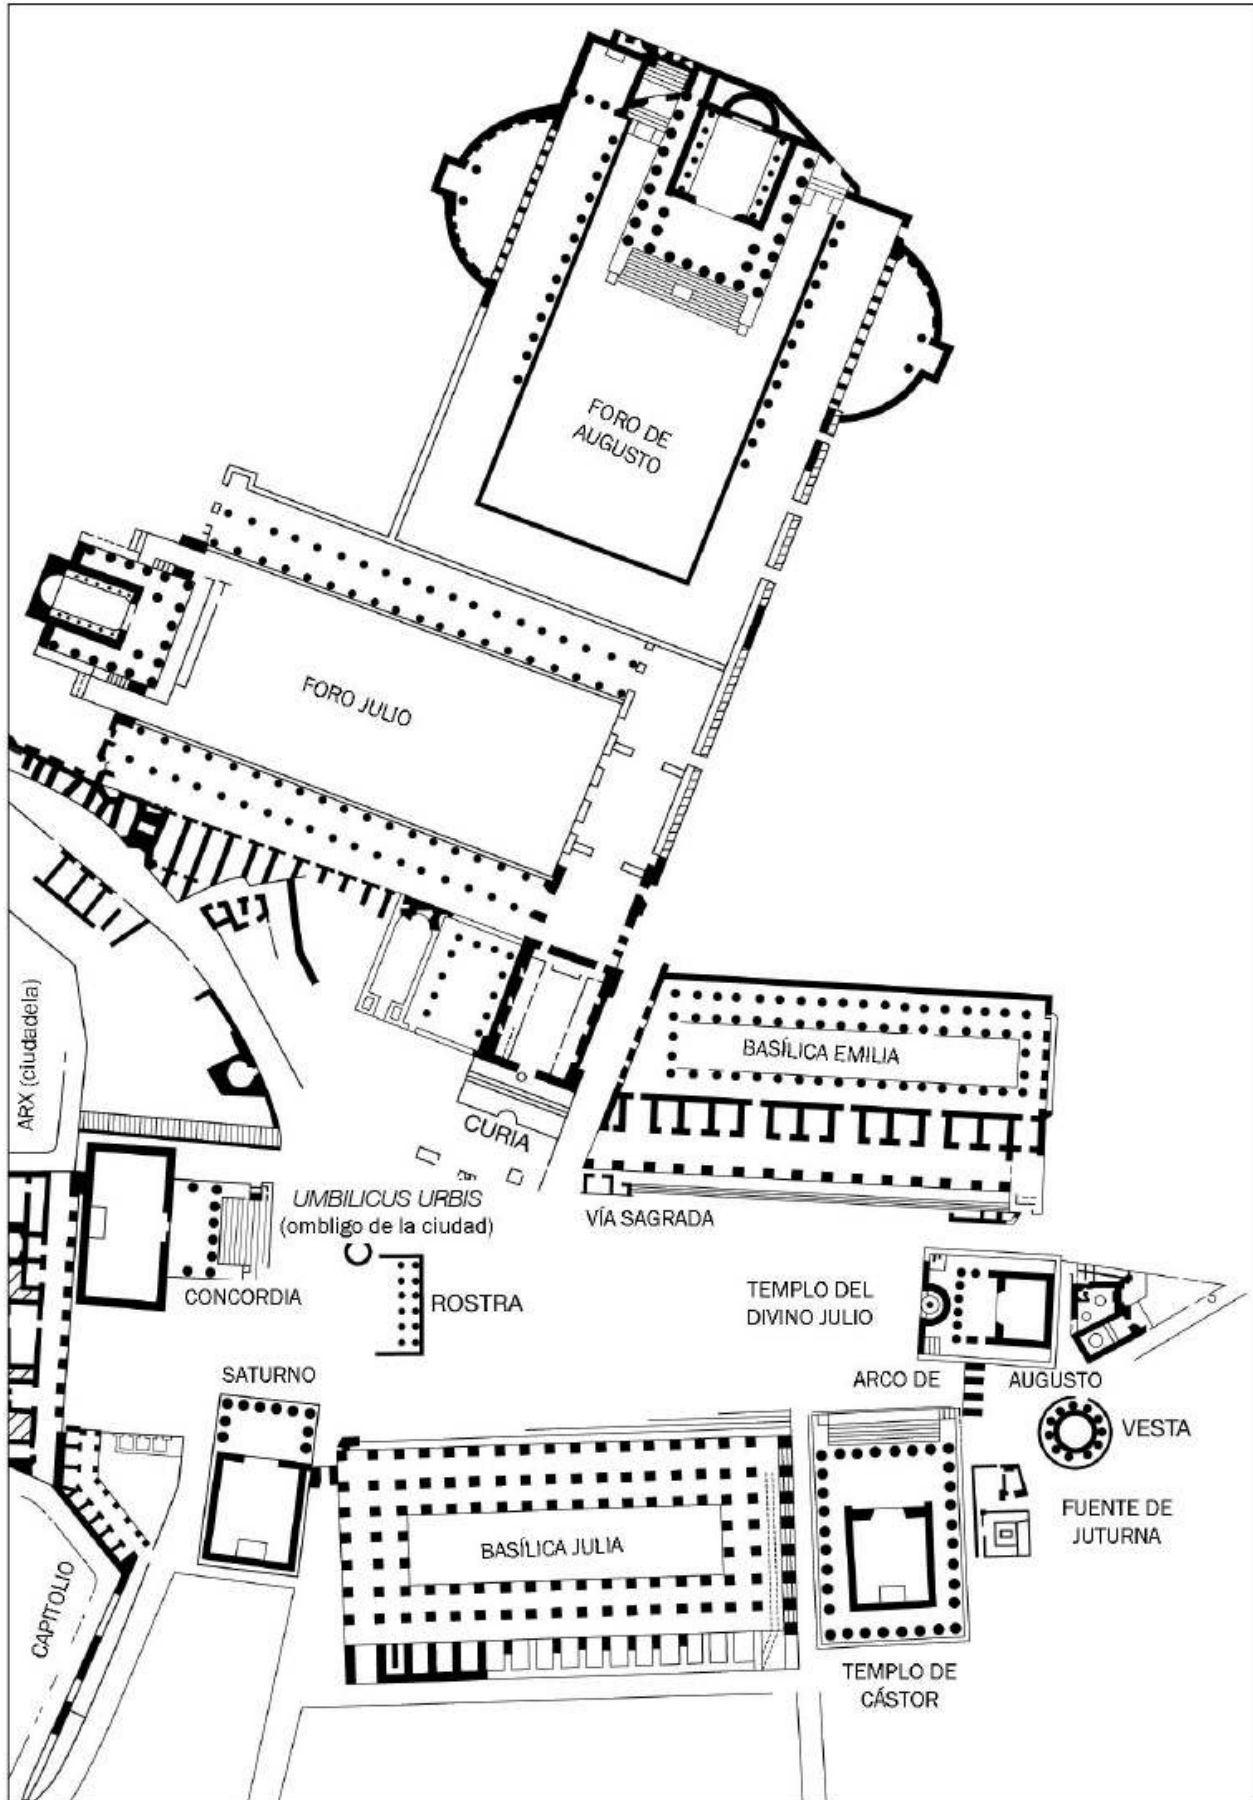 FORO DE
AUGUSTO
FORO JULIO
ARX (ciudadela)
BASÍLICA EMILIA
CURIA
UMBILICUS URBIS
(ombligo de la ciudad)
VÍA SAGRADA
CONCORDIA
ROSTRA
TEMPLO DEL
DIVINO JULIO
SATURNO
ARCO DE AUGUSTO
VESTA
FUENTE DE
JUTURNA
BASÍLICA JULIA
CAPITOLIO
TEMPLO DE
CÁSTOR